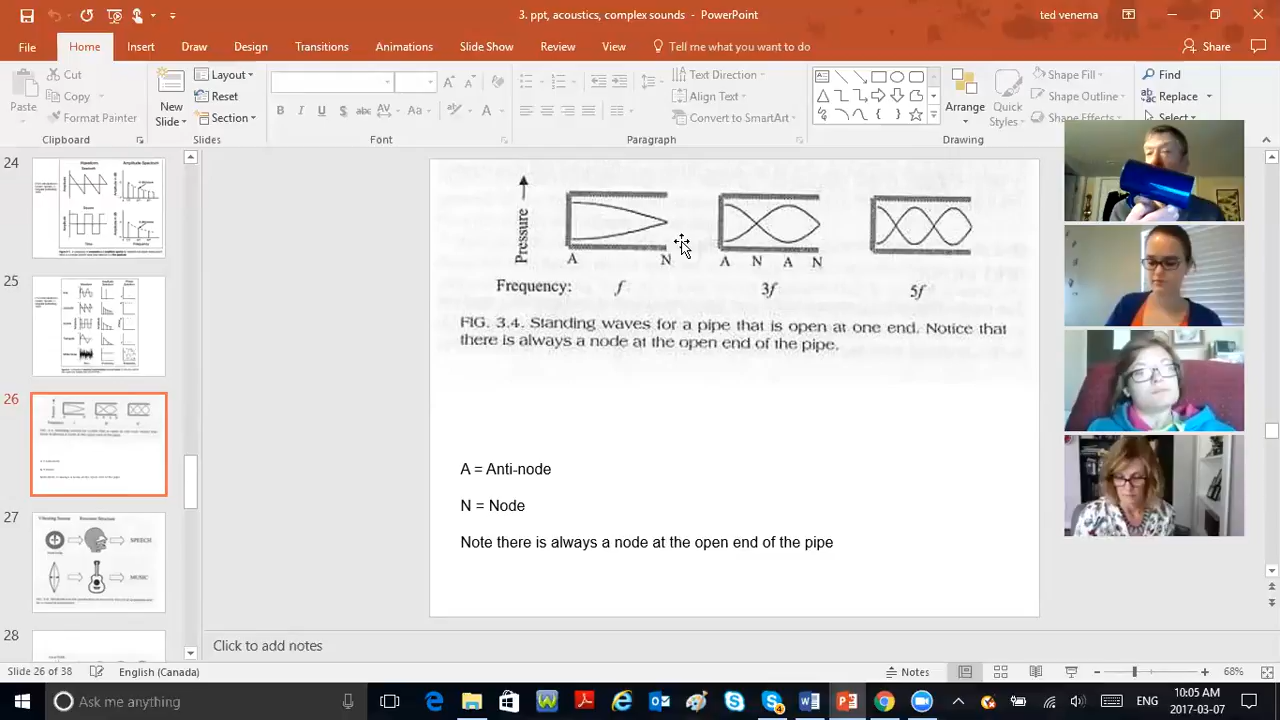 3. ppt, acoustics, complex sounds - PowerPoint
ted venema
File
Home
Insert
Draw
Design
Transitions
Animations
Slide Show
Review
View
Tell me what you want to do
Share
Paste
Cut
Copy
Format Painter
Clipboard
New Slide
Layout
Reset
Section
Slides
B I U S abc AV Aa A
Font
Paragraph
Text Direction
Align Text
Convert to SmartArt
Arrange
Quick Styles
Shape Fill
Shape Outline
Shape Effects
Drawing
Find
Replace
Select
24
25
26
27
SPEECH
MUSIC
28
Pressure
A N
A N A N
Frequency: f 3f 5f
FIG. 3.4. Standing waves for a pipe that is open at one end. Notice that
there is always a node at the open end of the pipe.
A = Anti-node
N = Node
Note there is always a node at the open end of the pipe
Click to add notes
Slide 26 of 38
English (Canada)
Notes
68%
Ask me anything
ENG
10:05 AM
2017-03-07